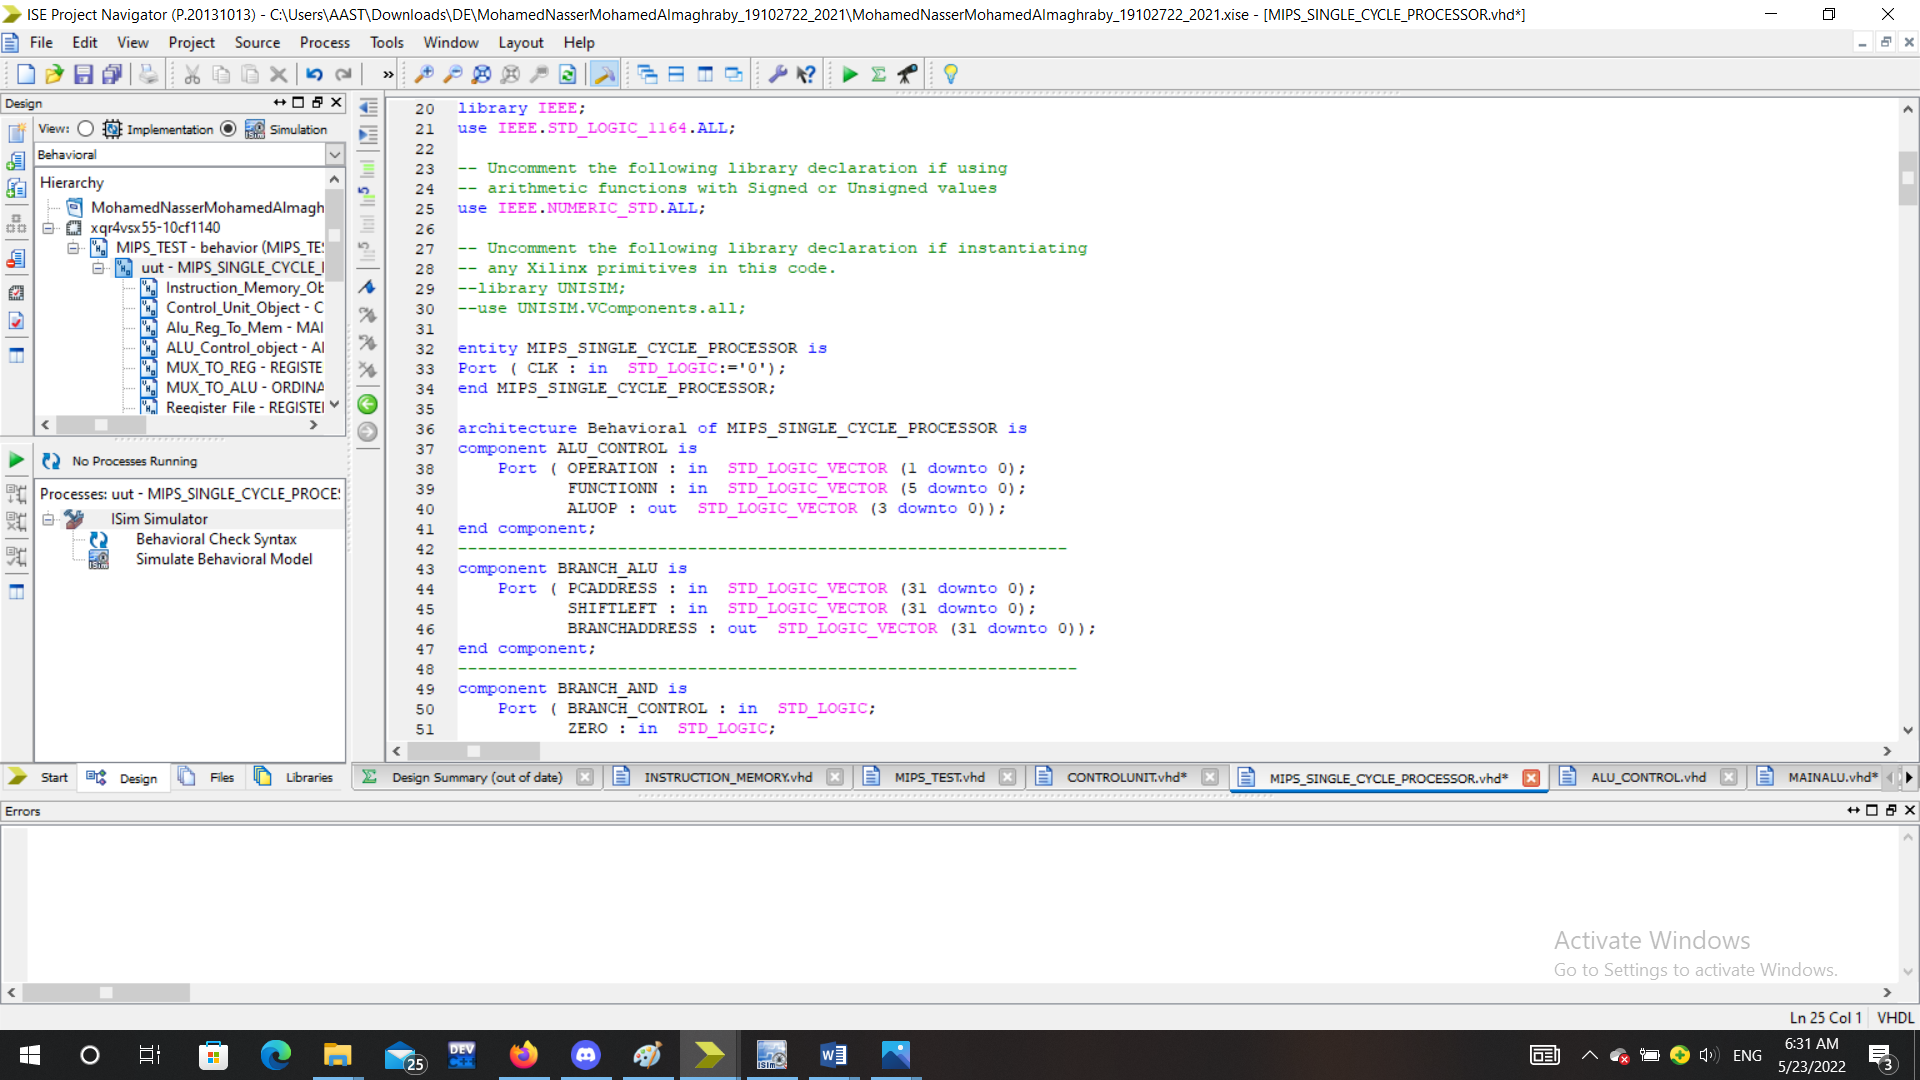 ISE Project Navigator (P.20131013) - C:\Users\AAST\Downloads\DE\MohamedNasserMohamedAlmaghraby_19102722_2021\MohamedNasserMohamedAlmaghraby_19102722_2021.xise - [MIPS_SINGLE_CYCLE_PROCESSOR.vhd*]
File Edit View Project Source Process Tools Window Layout Help
Design
View: Implementation Simulation
Behavioral
Hierarchy
MohamedNasserMohamedAlmagh
xqr4vsx55-10cf1140
MIPS_TEST - behavior (MIPS_TE
uut - MIPS_SINGLE_CYCLE_
Instruction_Memory_Ob
Control_Unit_Object - C
Alu_Reg_To_Mem - MAI
ALU_Control_object - Al
MUX_TO_REG - REGISTE
MUX_TO_ALU - ORDINA
Reegister File - REGISTE
No Processes Running
Processes: uut - MIPS_SINGLE_CYCLE_PROCE
ISim Simulator
Behavioral Check Syntax
Simulate Behavioral Model
20 library IEEE;
21 use IEEE.STD_LOGIC_1164.ALL;
22
23 -- Uncomment the following library declaration if using
24 -- arithmetic functions with Signed or Unsigned values
25 use IEEE.NUMERIC_STD.ALL;
26
27 -- Uncomment the following library declaration if instantiating
28 -- any Xilinx primitives in this code.
29 --library UNISIM;
30 --use UNISIM.VComponents.all;
31
32 entity MIPS_SINGLE_CYCLE_PROCESSOR is
33 Port ( CLK : in STD_LOGIC:='0');
34 end MIPS_SINGLE_CYCLE_PROCESSOR;
35
36 architecture Behavioral of MIPS_SINGLE_CYCLE_PROCESSOR is
37 component ALU_CONTROL is
38 Port ( OPERATION : in STD_LOGIC_VECTOR (1 downto 0);
39 FUNCTIONN : in STD_LOGIC_VECTOR (5 downto 0);
40 ALUOP : out STD_LOGIC_VECTOR (3 downto 0));
41 end component;
42 -------------------------------------------------------------
43 component BRANCH_ALU is
44 Port ( PCADDRESS : in STD_LOGIC_VECTOR (31 downto 0);
45 SHIFTLEFT : in STD_LOGIC_VECTOR (31 downto 0);
46 BRANCHADDRESS : out STD_LOGIC_VECTOR (31 downto 0));
47 end component;
48 --------------------------------------------------------------
49 component BRANCH_AND is
50 Port ( BRANCH_CONTROL : in STD_LOGIC;
51 ZERO : in STD_LOGIC;
Start Design Files Libraries
Design Summary (out of date) INSTRUCTION_MEMORY.vhd MIPS_TEST.vhd CONTROLUNIT.vhd* MIPS_SINGLE_CYCLE_PROCESSOR.vhd* ALU_CONTROL.vhd MAINALU.vhd*
Errors
Activate Windows
Go to Settings to activate Windows.
Ln 25 Col 1 VHDL
25
DEV
ISim
ENG
6:31 AM
5/23/2022
3